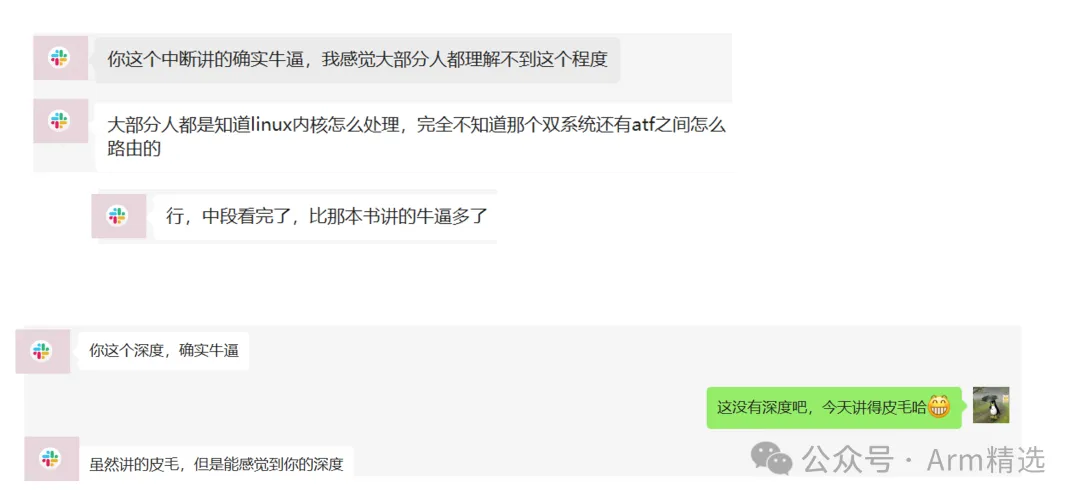 你这个中断讲的确实牛逼，我感觉大部分人都理解不到这个程度
大部分人都是知道linux内核怎么处理，完全不知道那个双系统还有atf之间怎么
路由的
行，中段看完了，比那本书讲的牛逼多了
你这个深度，确实牛逼
这没有深度吧，今天讲得皮毛哈😁
虽然讲的皮毛，但是能感觉到你的深度
公众号 · Arm精选